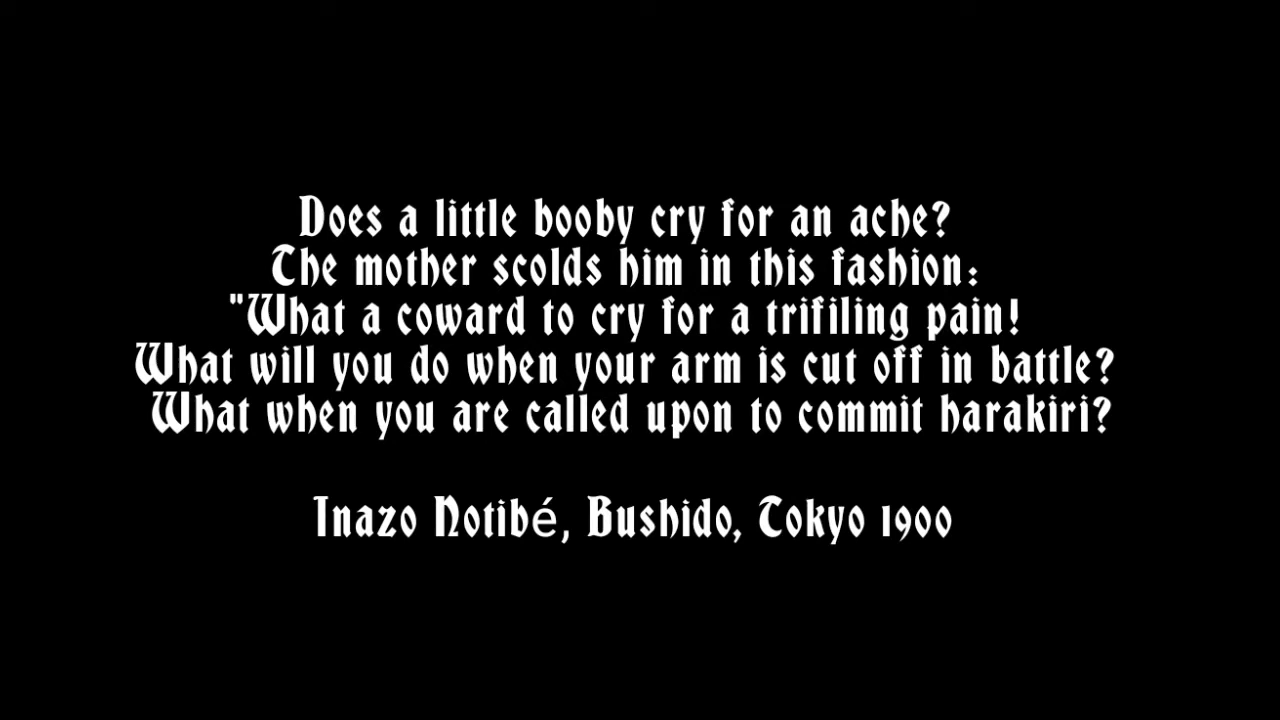 Does a little booby cry for an ache?
The mother scolds him in this fashion:
"What a coward to cry for a trifiling pain!
What will you do when your arm is cut off in battle?
What when you are called upon to commit harakiri?
Inazo Notibé, Bushido, Tokyo 1900